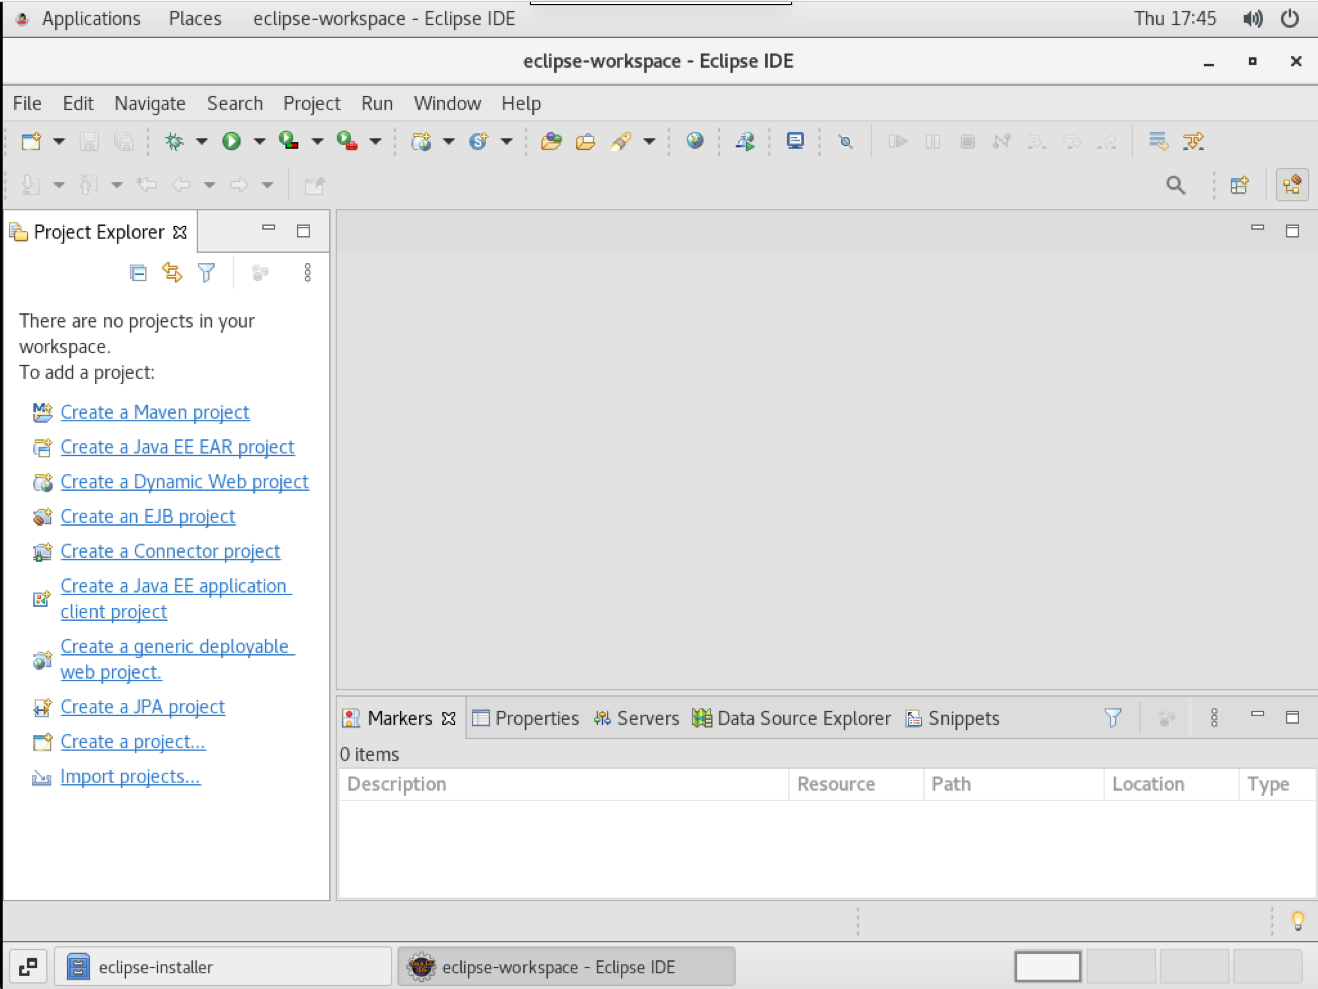 Applications Places eclipse-workspace - Eclipse IDE Thu 17:45
eclipse-workspace - Eclipse IDE
File Edit Navigate Search Project Run Window Help
Project Explorer
There are no projects in your
workspace.
To add a project:
Create a Maven project
Create a Java EE EAR project
Create a Dynamic Web project
Create an EJB project
Create a Connector project
Create a Java EE application
client project
Create a generic deployable
web project.
Create a JPA project
Create a project...
Import projects...
Markers Properties Servers Data Source Explorer Snippets
0 items
Description Resource Path Location Type
eclipse-installer eclipse-workspace - Eclipse IDE